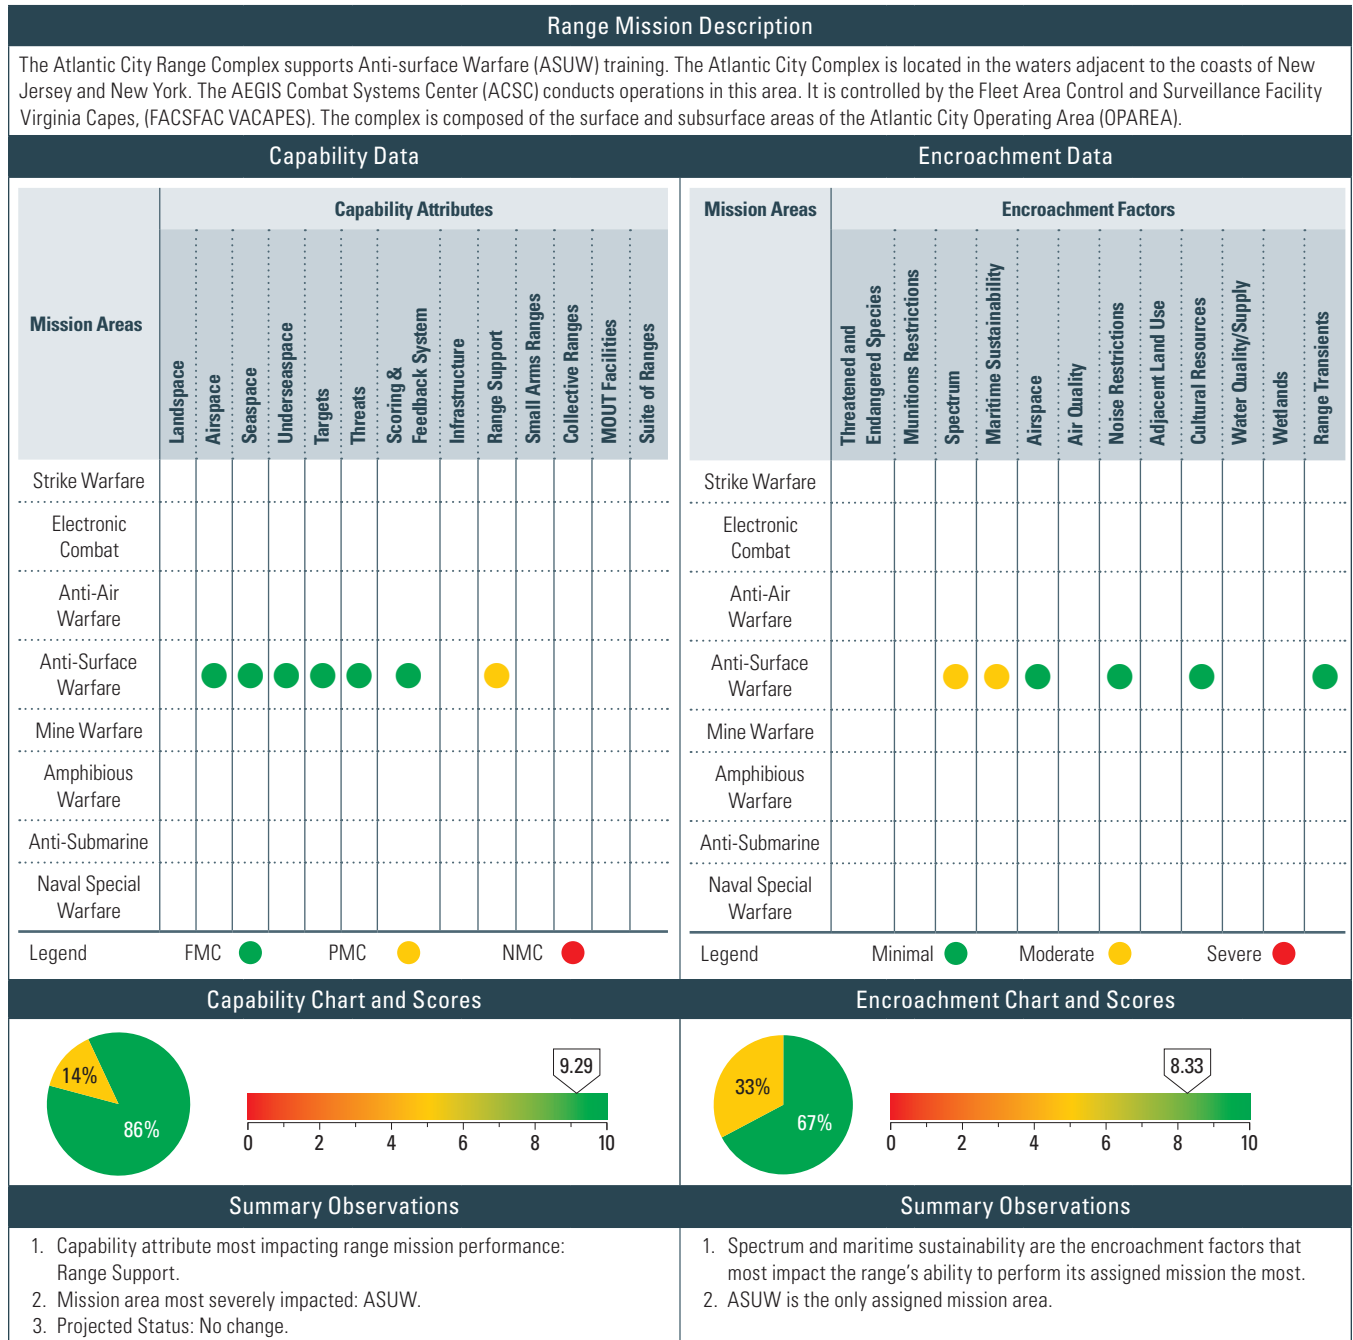 Range Mission Description
The Atlantic City Range Complex supports Anti-surface Warfare (ASUW) training. The Atlantic City Complex is located in the waters adjacent to the coasts of New
Jersey and New York. The AEGIS Combat Systems Center (ACSC) conducts operations in this area. It is controlled by the Fleet Area Control and Surveillance Facility
Virginia Capes, (FACSFAC VACAPES). The complex is composed of the surface and subsurface areas of the Atlantic City Operating Area (OPAREA).
Capability Data
Mission Areas
Capability Attributes
Landspace
Airspace
Seaspace
Underseaspace
Targets
Threats
Scoring &
Feedback System
Infrastructure
Range Support
Small Arms Ranges
Collective Ranges
MOUT Facilities
Suite of Ranges
Strike Warfare
Electronic
Combat
Anti-Air
Warfare
Anti-Surface
Warfare
Mine Warfare
Amphibious
Warfare
Anti-Submarine
Naval Special
Warfare
Legend FMC PMC NMC
Encroachment Data
Mission Areas
Encroachment Factors
Threatened and
Endangered Species
Munitions Restrictions
Spectrum
Maritime Sustainability
Airspace
Air Quality
Noise Restrictions
Adjacent Land Use
Cultural Resources
Water Quality/Supply
Wetlands
Range Transients
Strike Warfare
Electronic
Combat
Anti-Air
Warfare
Anti-Surface
Warfare
Mine Warfare
Amphibious
Warfare
Anti-Submarine
Naval Special
Warfare
Legend Minimal Moderate Severe
Capability Chart and Scores
14%
86%
9.29
0 2 4 6 8 10
Encroachment Chart and Scores
33%
67%
8.33
0 2 4 6 8 10
Summary Observations
1. Capability attribute most impacting range mission performance:
Range Support.
2. Mission area most severely impacted: ASUW.
3. Projected Status: No change.
Summary Observations
1. Spectrum and maritime sustainability are the encroachment factors that
most impact the range's ability to perform its assigned mission the most.
2. ASUW is the only assigned mission area.